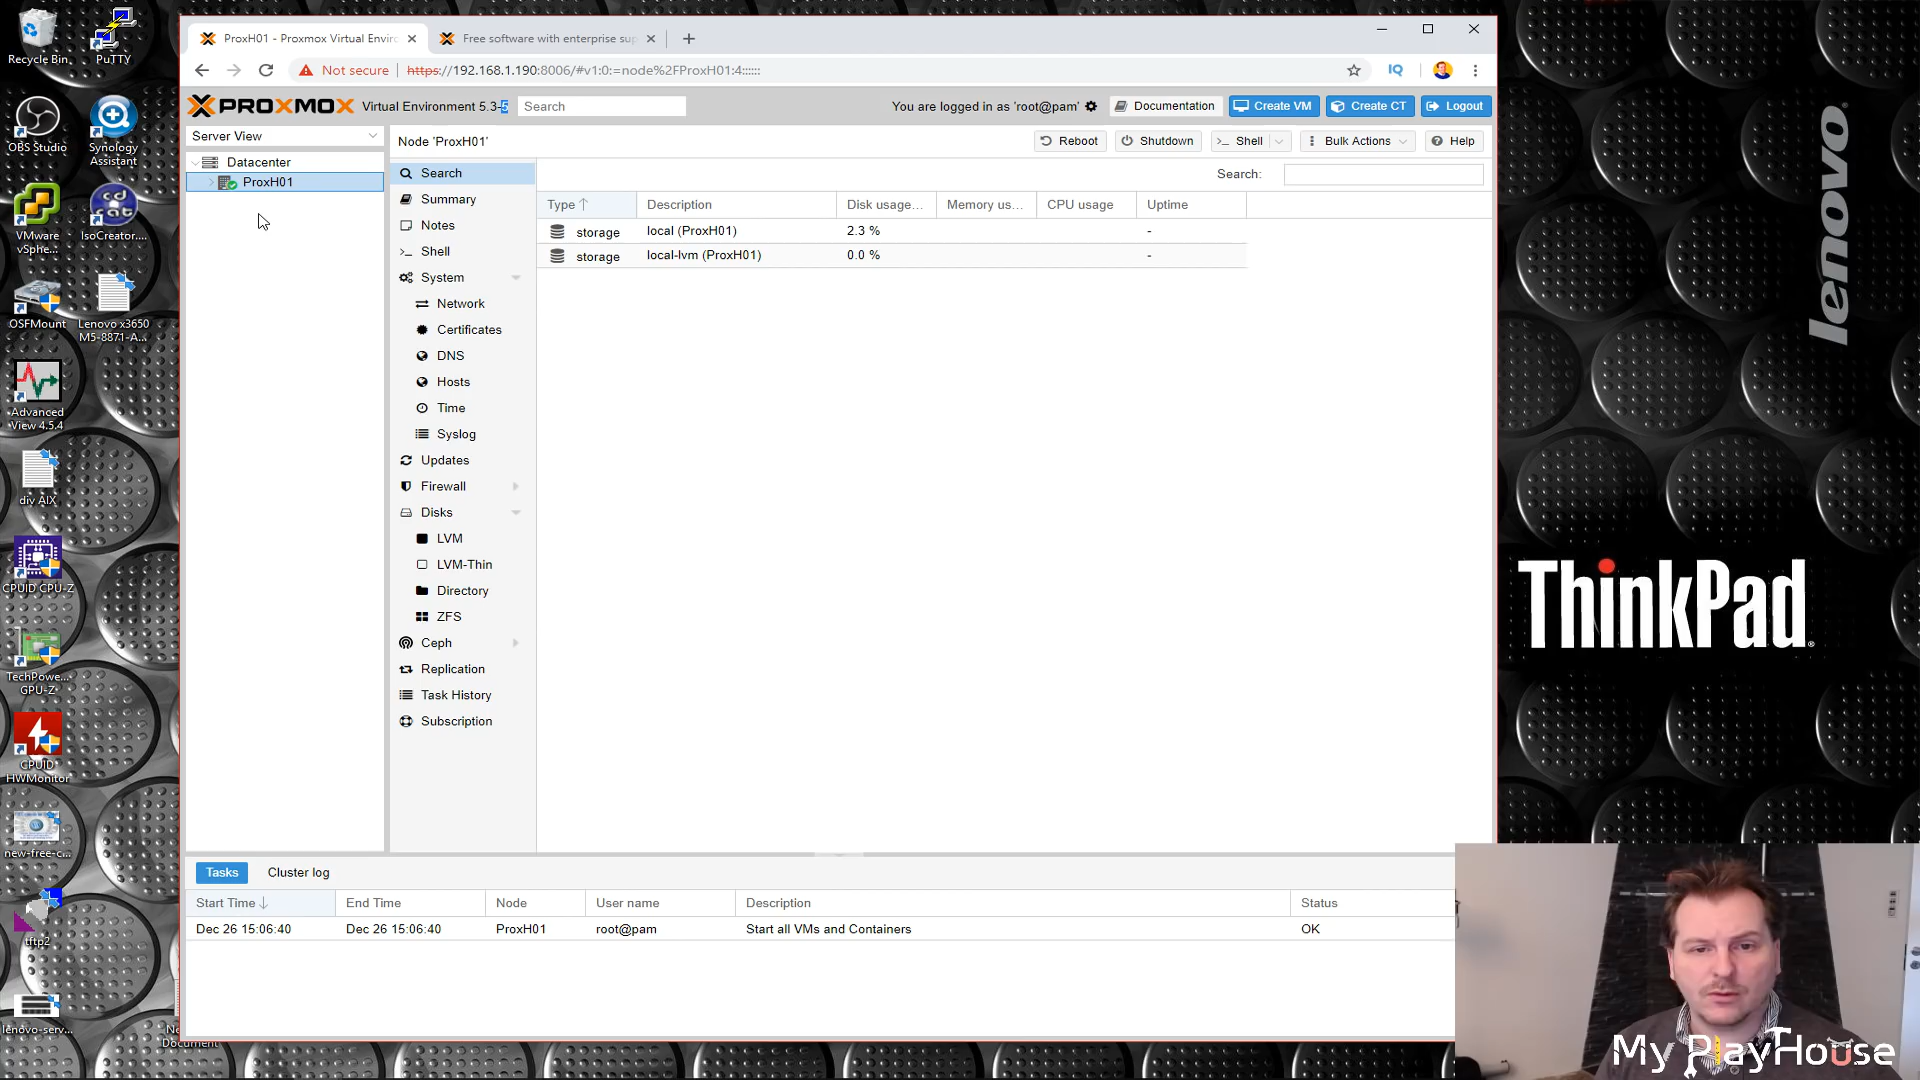 ProxH01 - Proxmox Virtual Envir
Free software with enterprise sup
Not secure
https://192.168.1.190:8006/#v1:0:=node%2FProxH01:4::::::
IQ
PROXMOX
Virtual Environment 5.3-5
Search
You are logged in as 'root@pam'
Documentation
Create VM
Create CT
Logout
Server View
Node 'ProxH01'
Reboot
Shutdown
Shell
Bulk Actions
Help
Datacenter
ProxH01
Search
Summary
Notes
Shell
System
Network
Certificates
DNS
Hosts
Time
Syslog
Updates
Firewall
Disks
LVM
LVM-Thin
Directory
ZFS
Ceph
Replication
Task History
Subscription
Search:
Type Description Disk usage... Memory us... CPU usage Uptime
storage local (ProxH01) 2.3 % -
storage local-lvm (ProxH01) 0.0 % -
Tasks
Cluster log
Start Time End Time Node User name Description Status
Dec 26 15:06:40 Dec 26 15:06:40 ProxH01 root@pam Start all VMs and Containers OK
Recycle Bin
PuTTY
OBS Studio
Synology
Assistant
VMware
vSphe...
cd
cat
IsoCreator....
OSFMount
Lenovo x3650
M5-8871-A...
Advanced
View 4.5.4
div AIX
CPUID CPU-Z
TechPowe...
GPU-Z
CPUID
HWMonitor
new-free-c...
tftp2
lenovo-serv...
Ne
Document
lenovo
ThinkPad
My PlayHouse